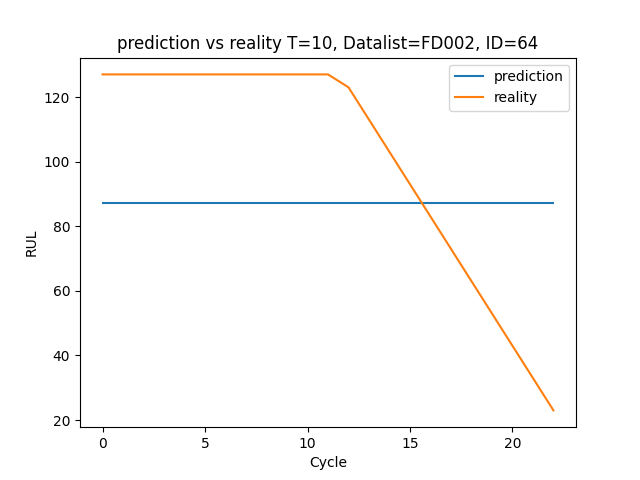 prediction vs reality T=10, Datalist=FD002, ID=64
prediction
reality
120
100
80
60
40
20
RUL
0
5
10
15
20
Cycle